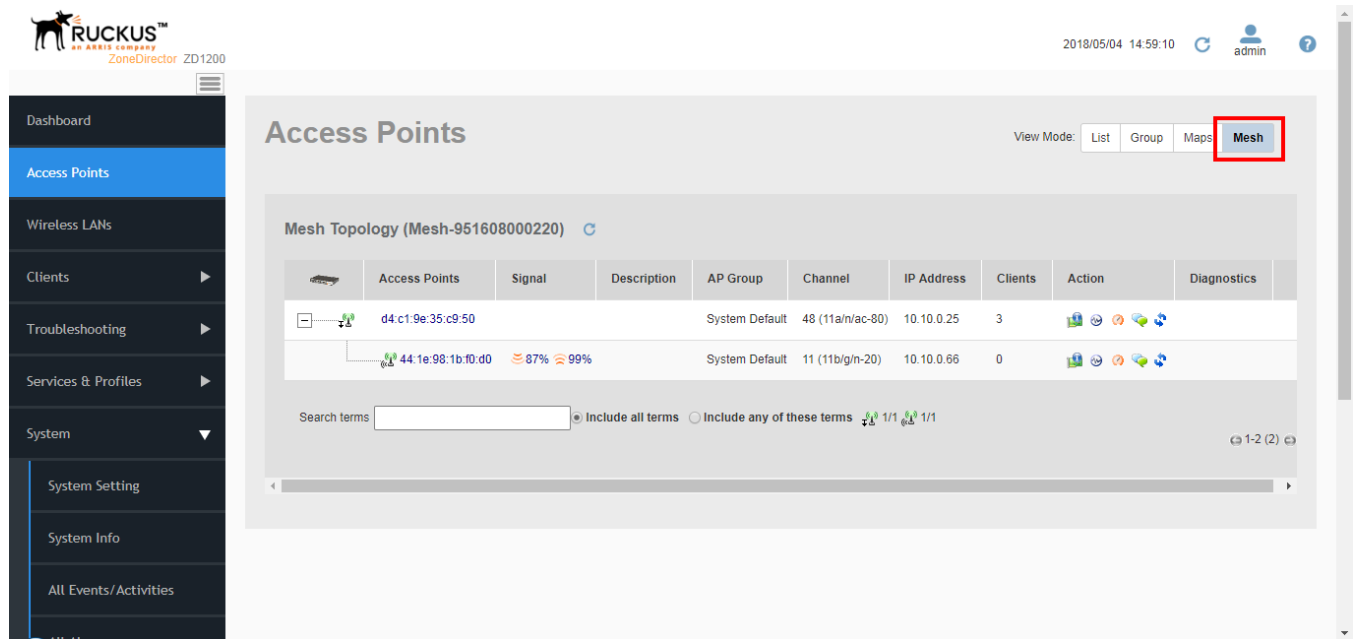 RUCKUS™
an ARRIS company
ZoneDirector ZD1200
2018/05/04 14:59:10
admin
?
Dashboard
Access Points
Wireless LANs
Clients
Troubleshooting
Services & Profiles
System
System Setting
System Info
All Events/Activities
Access Points
View Mode: List Group Maps Mesh
Mesh Topology (Mesh-951608000220)
Access Points Signal Description AP Group Channel IP Address Clients Action Diagnostics
d4:c1:9e:35:c9:50 System Default 48 (11a/n/ac-80) 10.10.0.25 3
44:1e:98:1b:f0:d0 87% 99% System Default 11 (11b/g/n-20) 10.10.0.66 0
Search terms Include all terms Include any of these terms 1/1 1/1
1-2 (2)